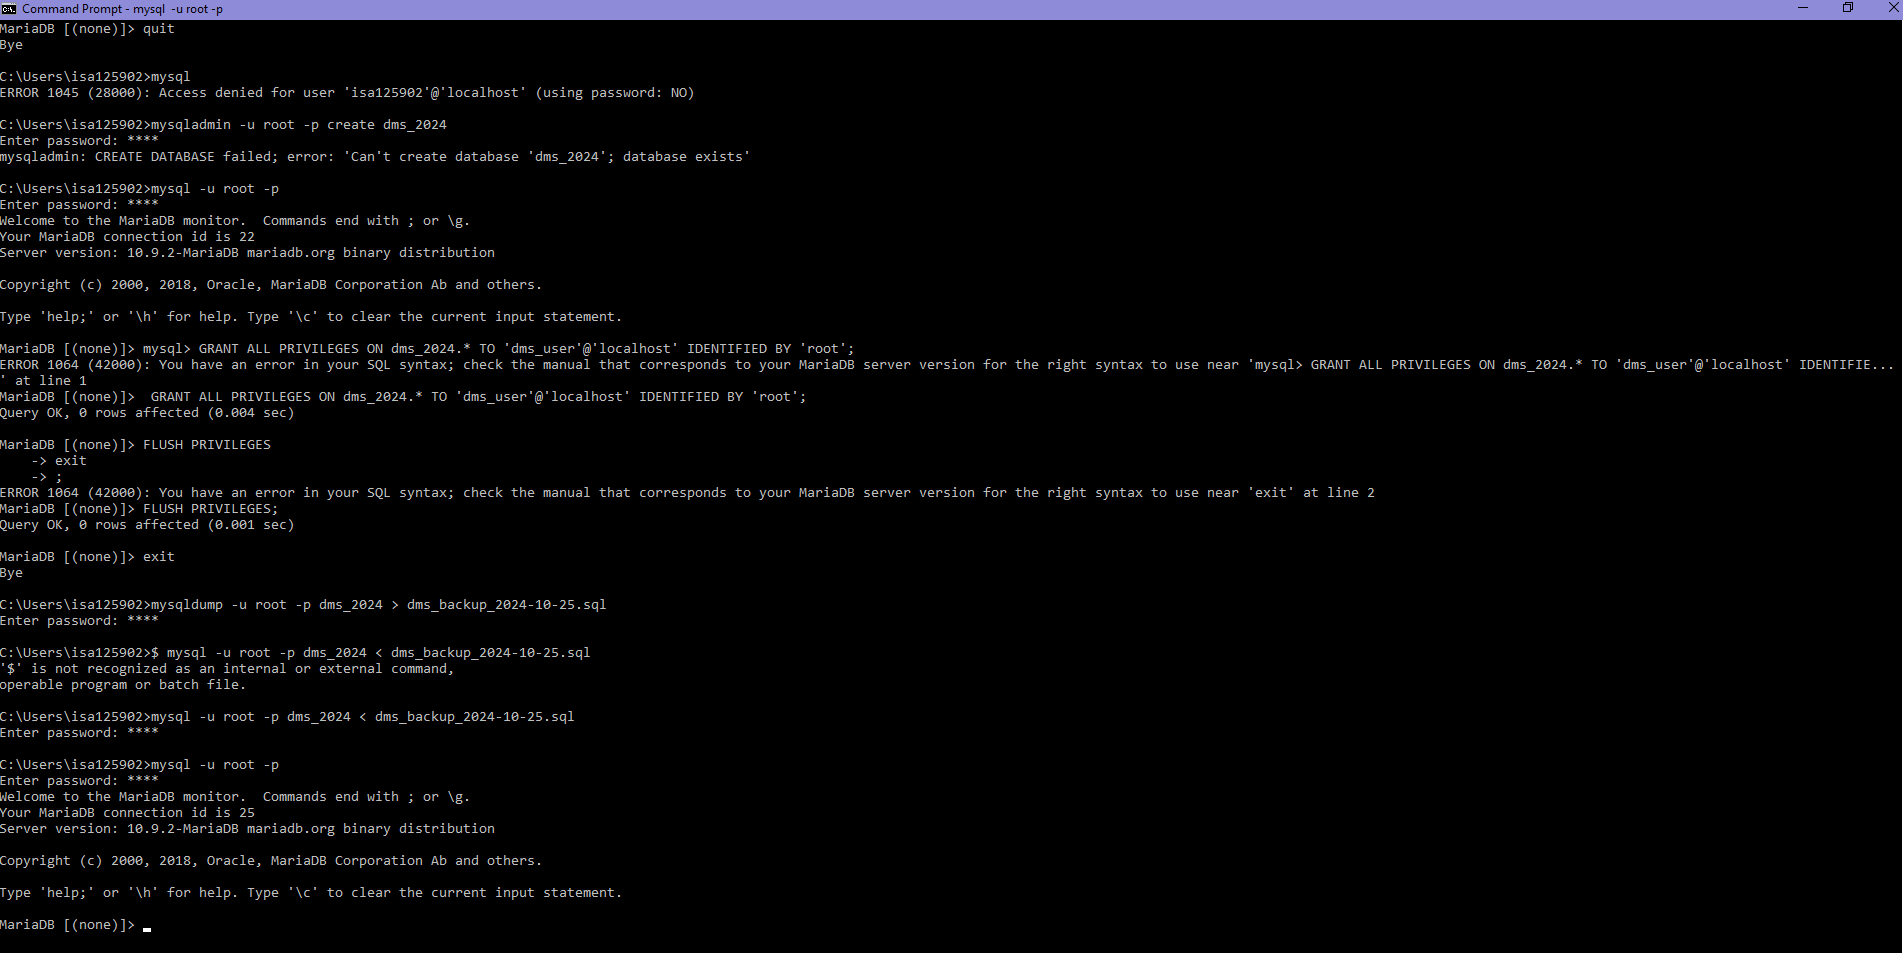 Command Prompt - mysql  -u root -p
MariaDB [(none)]> quit
Bye
C:\Users\isa125902>mysql
ERROR 1045 (28000): Access denied for user 'isa125902'@'localhost' (using password: NO)
C:\Users\isa125902>mysqladmin -u root -p create dms_2024
Enter password: ****
mysqladmin: CREATE DATABASE failed; error: 'Can't create database 'dms_2024'; database exists'
C:\Users\isa125902>mysql -u root -p
Enter password: ****
Welcome to the MariaDB monitor.  Commands end with ; or \g.
Your MariaDB connection id is 22
Server version: 10.9.2-MariaDB mariadb.org binary distribution
Copyright (c) 2000, 2018, Oracle, MariaDB Corporation Ab and others.
Type 'help;' or '\h' for help. Type '\c' to clear the current input statement.
MariaDB [(none)]> mysql> GRANT ALL PRIVILEGES ON dms_2024.* TO 'dms_user'@'localhost' IDENTIFIED BY 'root';
ERROR 1064 (42000): You have an error in your SQL syntax; check the manual that corresponds to your MariaDB server version for the right syntax to use near 'mysql> GRANT ALL PRIVILEGES ON dms_2024.* TO 'dms_user'@'localhost' IDENTIFIE...
' at line 1
MariaDB [(none)]>  GRANT ALL PRIVILEGES ON dms_2024.* TO 'dms_user'@'localhost' IDENTIFIED BY 'root';
Query OK, 0 rows affected (0.004 sec)
MariaDB [(none)]> FLUSH PRIVILEGES
    -> exit
    -> ;
ERROR 1064 (42000): You have an error in your SQL syntax; check the manual that corresponds to your MariaDB server version for the right syntax to use near 'exit' at line 2
MariaDB [(none)]> FLUSH PRIVILEGES;
Query OK, 0 rows affected (0.001 sec)
MariaDB [(none)]> exit
Bye
C:\Users\isa125902>mysqldump -u root -p dms_2024 > dms_backup_2024-10-25.sql
Enter password: ****
C:\Users\isa125902>$ mysql -u root -p dms_2024 < dms_backup_2024-10-25.sql
'$' is not recognized as an internal or external command,
operable program or batch file.
C:\Users\isa125902>mysql -u root -p dms_2024 < dms_backup_2024-10-25.sql
Enter password: ****
C:\Users\isa125902>mysql -u root -p
Enter password: ****
Welcome to the MariaDB monitor.  Commands end with ; or \g.
Your MariaDB connection id is 25
Server version: 10.9.2-MariaDB mariadb.org binary distribution
Copyright (c) 2000, 2018, Oracle, MariaDB Corporation Ab and others.
Type 'help;' or '\h' for help. Type '\c' to clear the current input statement.
MariaDB [(none)]>